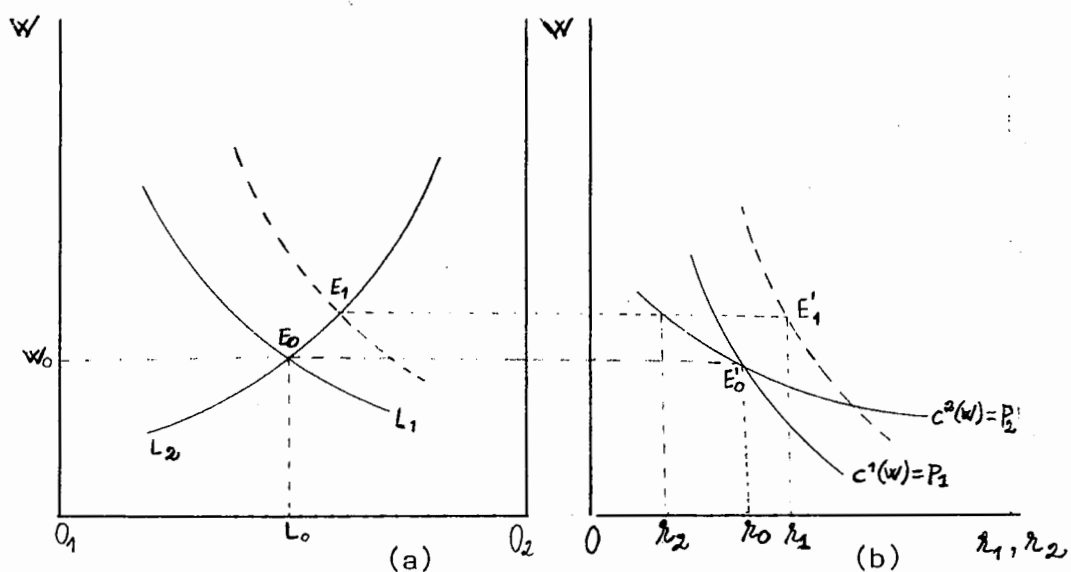 W
E₁
E₀
W₀
L₁
L₂
O₁
L₀
O₂
(a)
W
E₁'
E₀'
c²(w)=P₂
c¹(w)=P₁
0
r₂
r₀
r₁
(b)
r₁, r₂